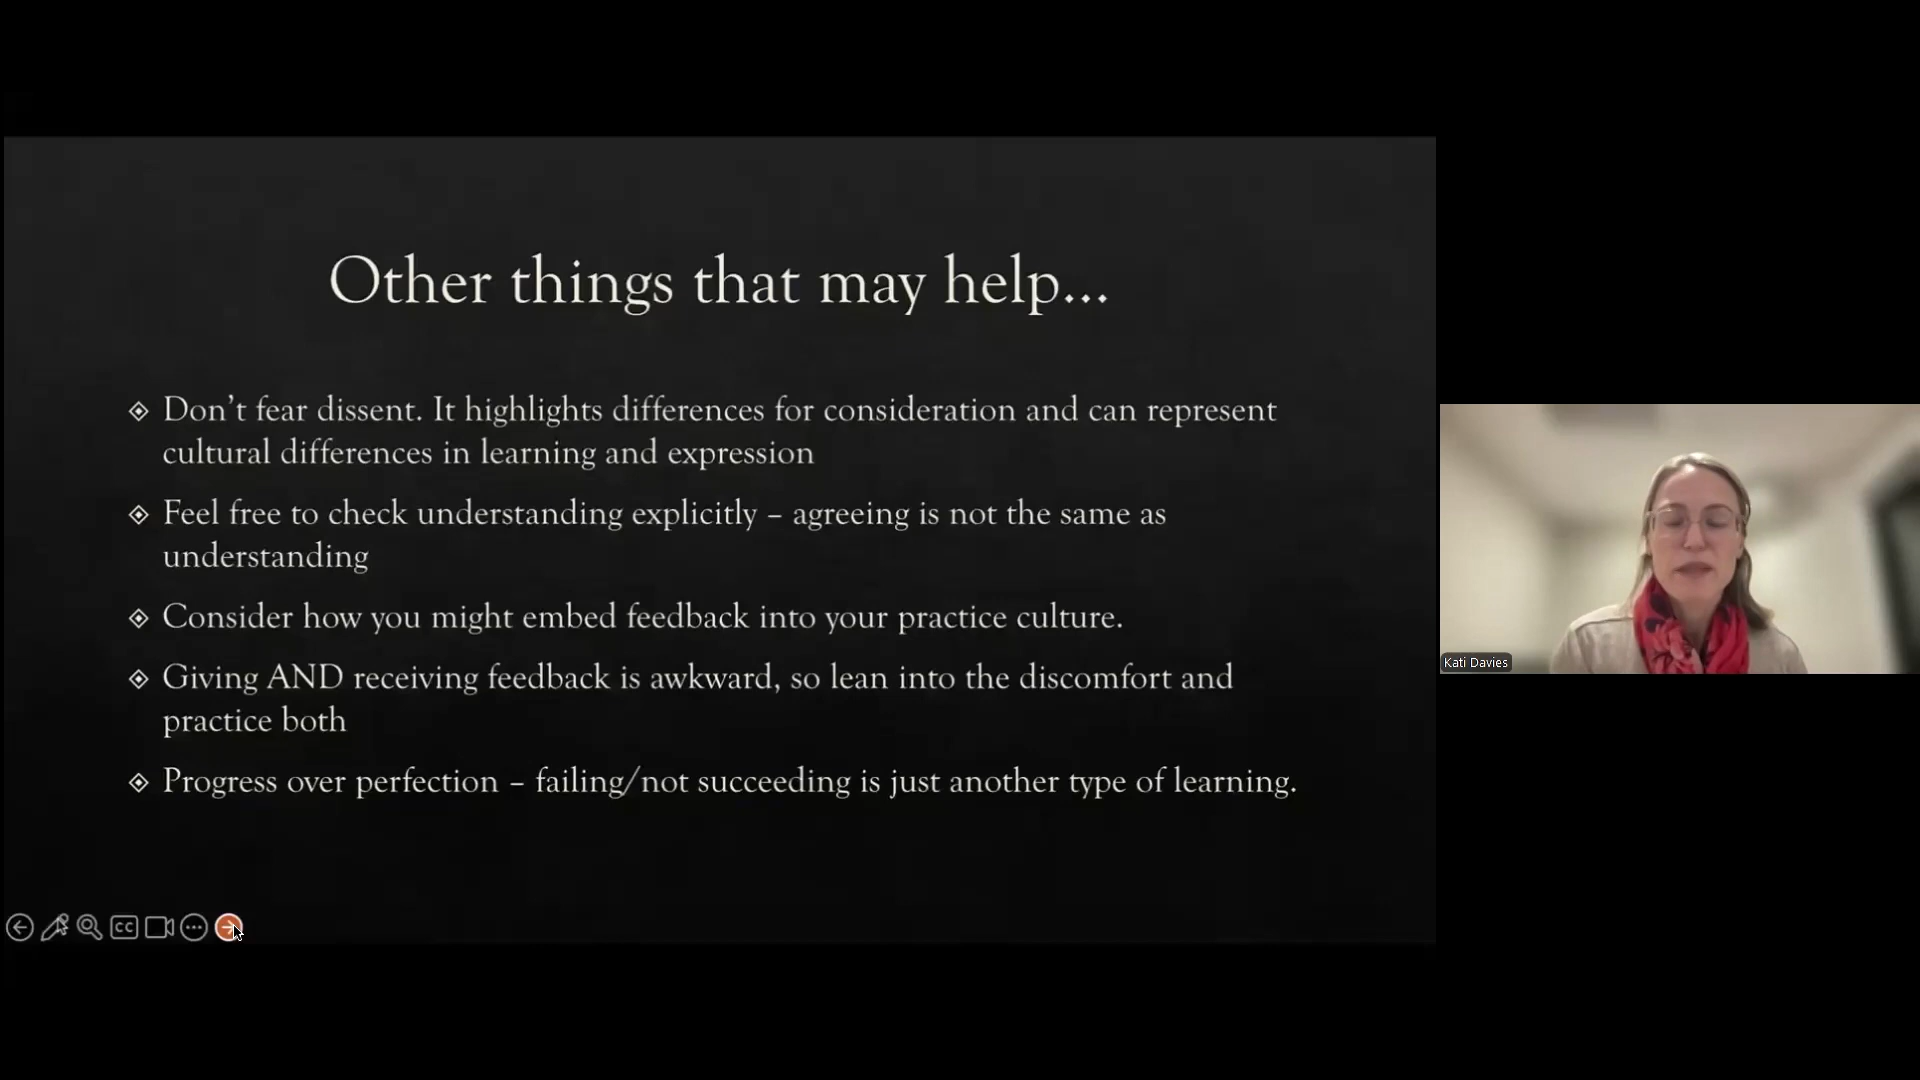 Other things that may help...
Don't fear dissent. It highlights differences for consideration and can represent
cultural differences in learning and expression
Feel free to check understanding explicitly – agreeing is not the same as
understanding
Consider how you might embed feedback into your practice culture.
Giving AND receiving feedback is awkward, so lean into the discomfort and
practice both
Progress over perfection – failing/not succeeding is just another type of learning.
CC
Kati Davies